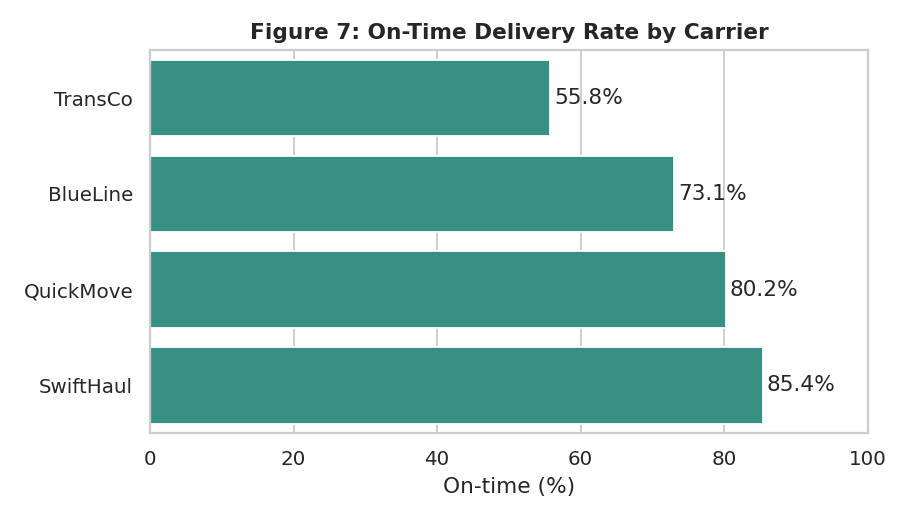 Figure 7: On-Time Delivery Rate by Carrier
TransCo 55.8%
BlueLine 73.1%
QuickMove 80.2%
SwiftHaul 85.4%
0 20 40 60 80 100
On-time (%)